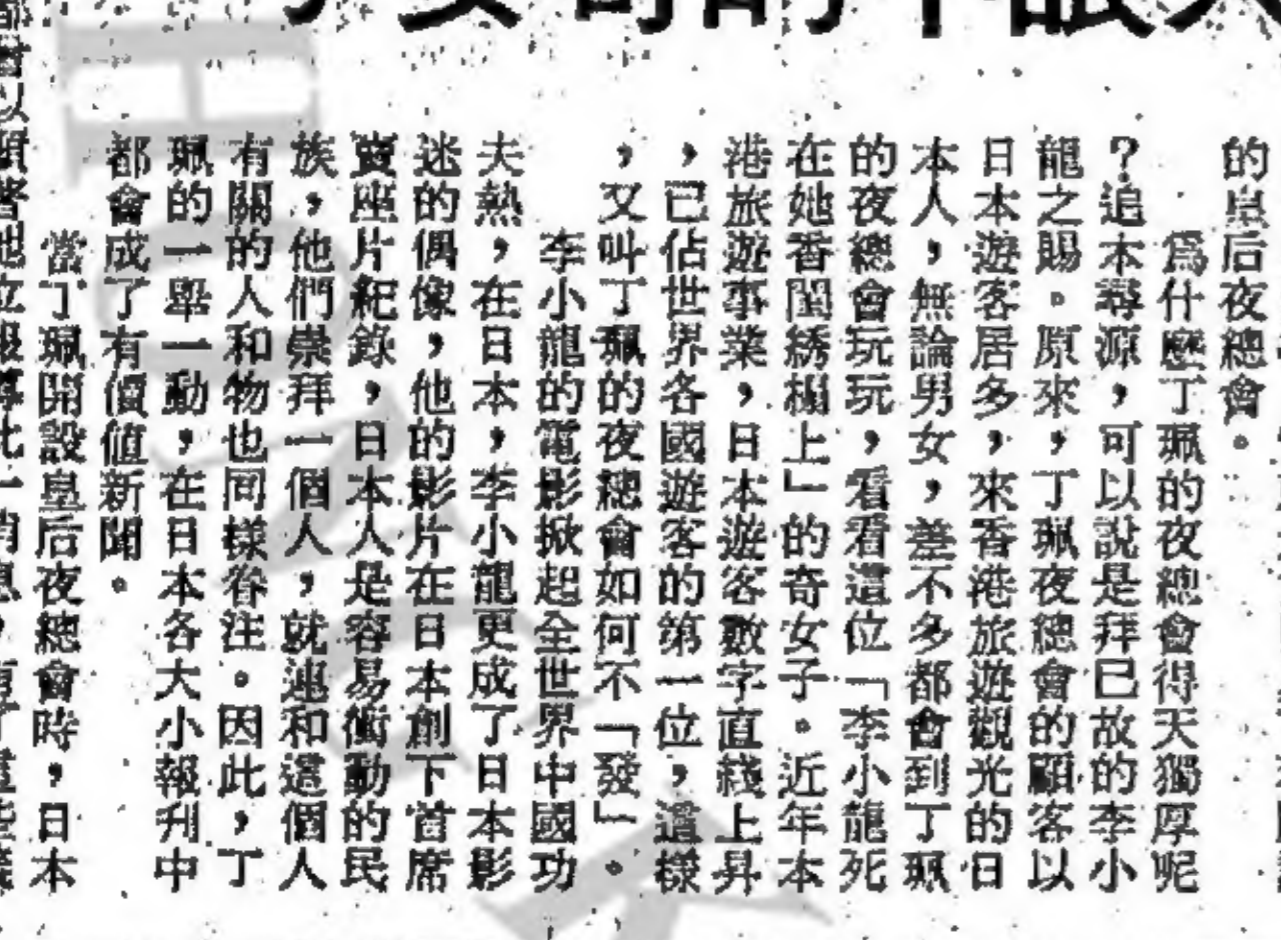 的皇后夜總會。
爲什麼丁珮的夜總會得天獨厚呢
？追本尋源，可以說是拜已故的李小
龍之賜。原來，丁珮夜總會的顧客以
日本遊客居多，來香港旅遊觀光的日
本人，無論男女，差不多都會到丁珮
的夜總會玩玩，看看這位「李小龍死
在她香閨綉榻上」的奇女子。近年本
港旅遊事業，日本遊客數字直綫上昇
，已佔世界各國遊客的第一位，這樣
，又叫丁珮的夜總會如何不「發」。
李小龍的電影掀起全世界中國功
夫熱，在日本，李小龍更成了日本影
迷的偶像，他的影片在日本創下首席
賣座片紀錄，日本人是容易衝動的民
族，他們崇拜一個人，就連和這個人
有關的人和物也同樣眷注。因此，丁
珮的一舉一動，在日本各大小報刋中
都會成了有價值新聞。
當丁珮開設皇后夜總會時，日本